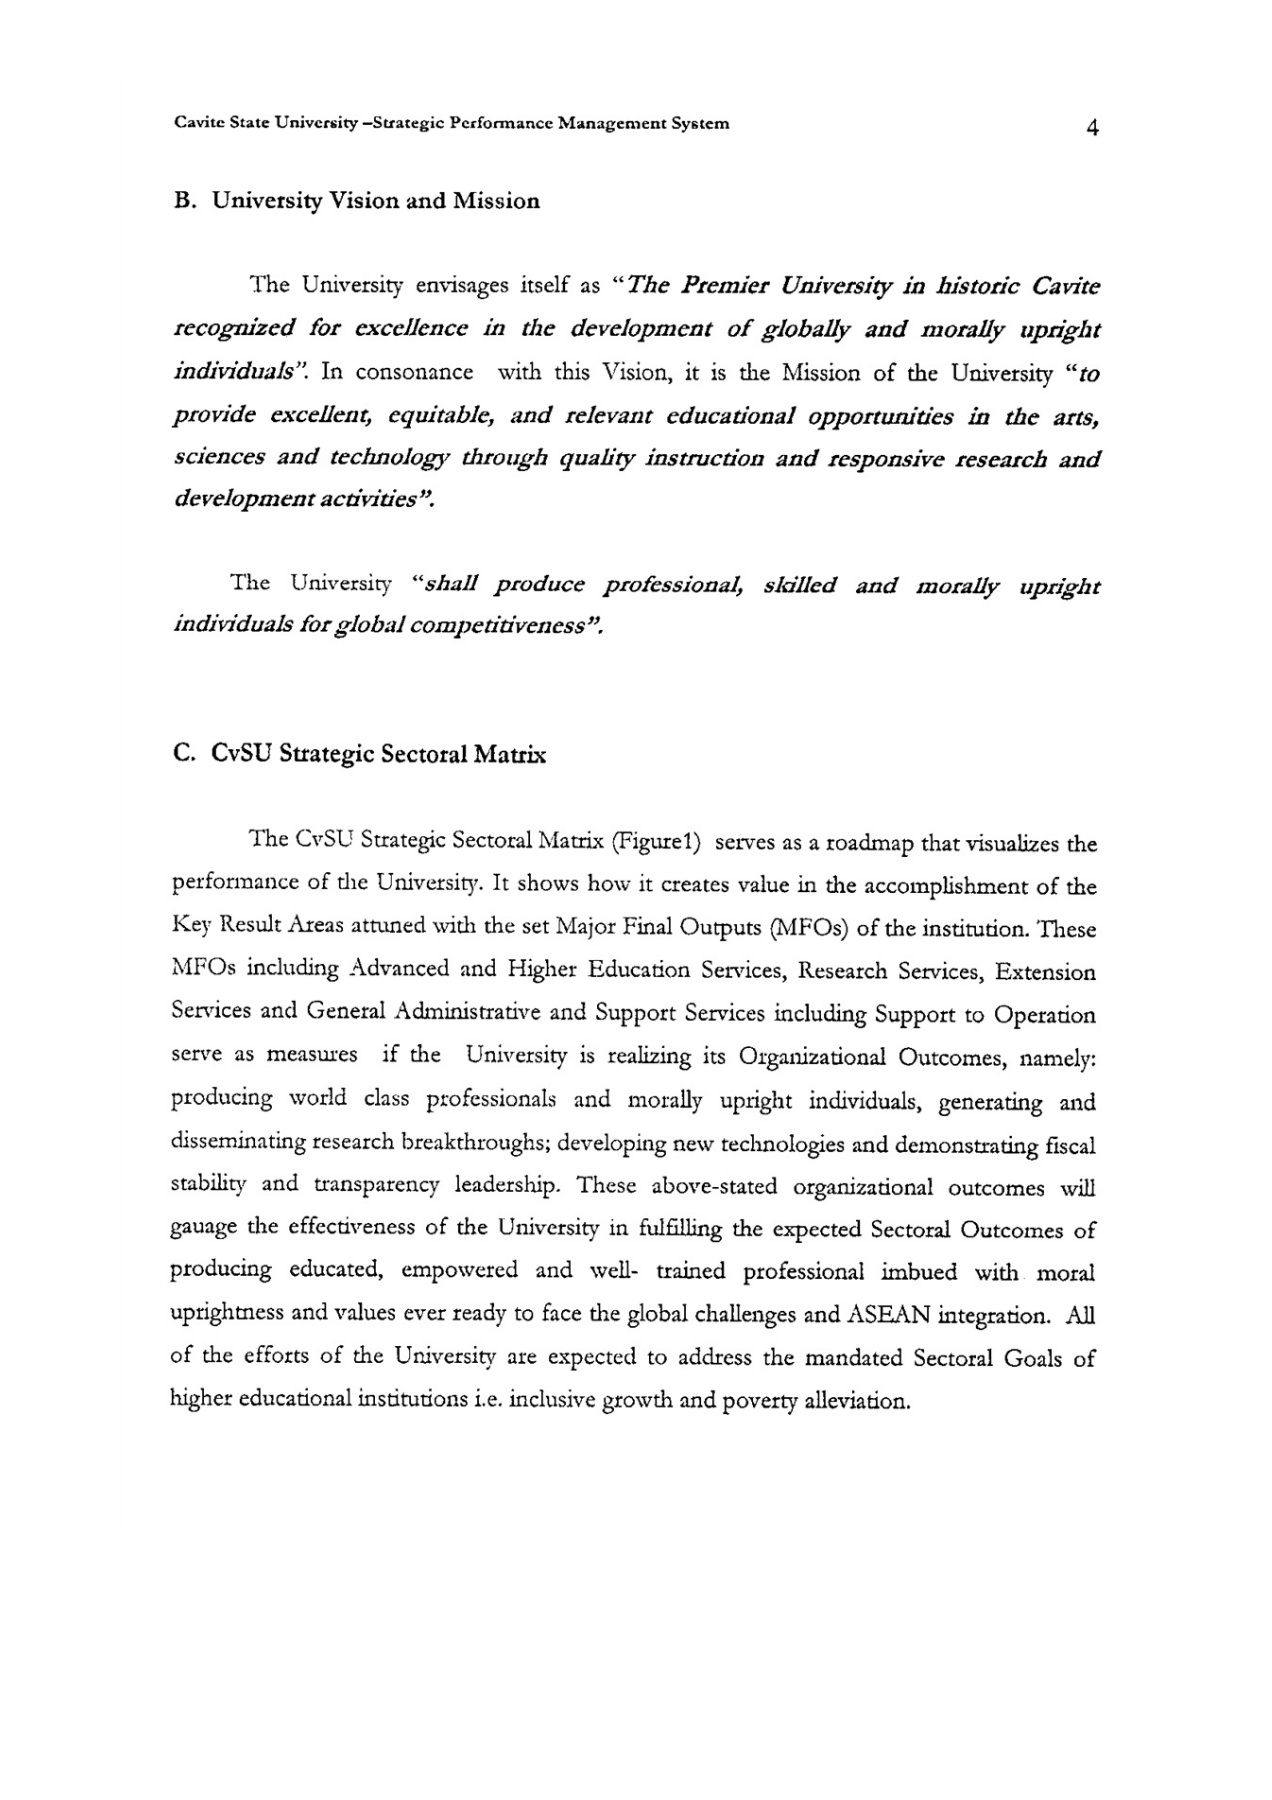 Cavite State University –Strategic Performance Management System
4
B. University Vision and Mission
The University envisages itself as “The Premier University in historic Cavite
recognized for excellence in the development of globally and morally upright
individuals”. In consonance with this Vision, it is the Mission of the University “to
provide excellent, equitable, and relevant educational opportunities in the arts,
sciences and technology through quality instruction and responsive research and
development activities”.
The University “shall produce professional, skilled and morally upright
individuals for global competitiveness”.
C. CvSU Strategic Sectoral Matrix
The CvSU Strategic Sectoral Matrix (Figure1) serves as a roadmap that visualizes the
performance of the University. It shows how it creates value in the accomplishment of the
Key Result Areas attuned with the set Major Final Outputs (MFOs) of the institution. These
MFOs including Advanced and Higher Education Services, Research Services, Extension
Services and General Administrative and Support Services including Support to Operation
serve as measures if the University is realizing its Organizational Outcomes, namely:
producing world class professionals and morally upright individuals, generating and
disseminating research breakthroughs; developing new technologies and demonstrating fiscal
stability and transparency leadership. These above-stated organizational outcomes will
gauage the effectiveness of the University in fulfilling the expected Sectoral Outcomes of
producing educated, empowered and well- trained professional imbued with moral
uprightness and values ever ready to face the global challenges and ASEAN integration. All
of the efforts of the University are expected to address the mandated Sectoral Goals of
higher educational institutions i.e. inclusive growth and poverty alleviation.